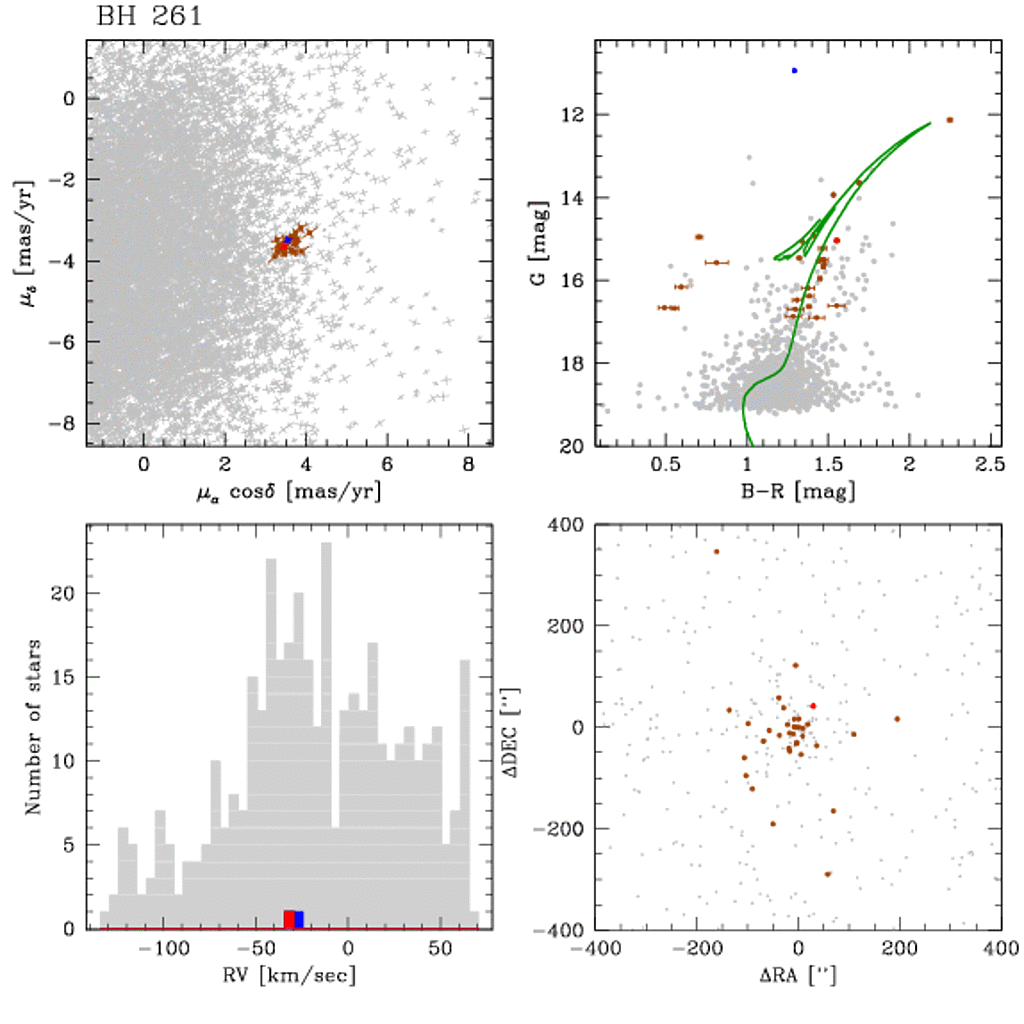 BH 261
0
−2
−4
−6
−8
μδ [mas/yr]
0 2 4 6 8
μα cosδ [mas/yr]
12
14
16
18
20
G [mag]
0.5 1 1.5 2 2.5
B−R [mag]
20
15
10
5
0
Number of stars
−100 −50 0 50
RV [km/sec]
400
200
0
−200
−400
ΔDEC [″]
−400 −200 0 200 400
ΔRA [″]